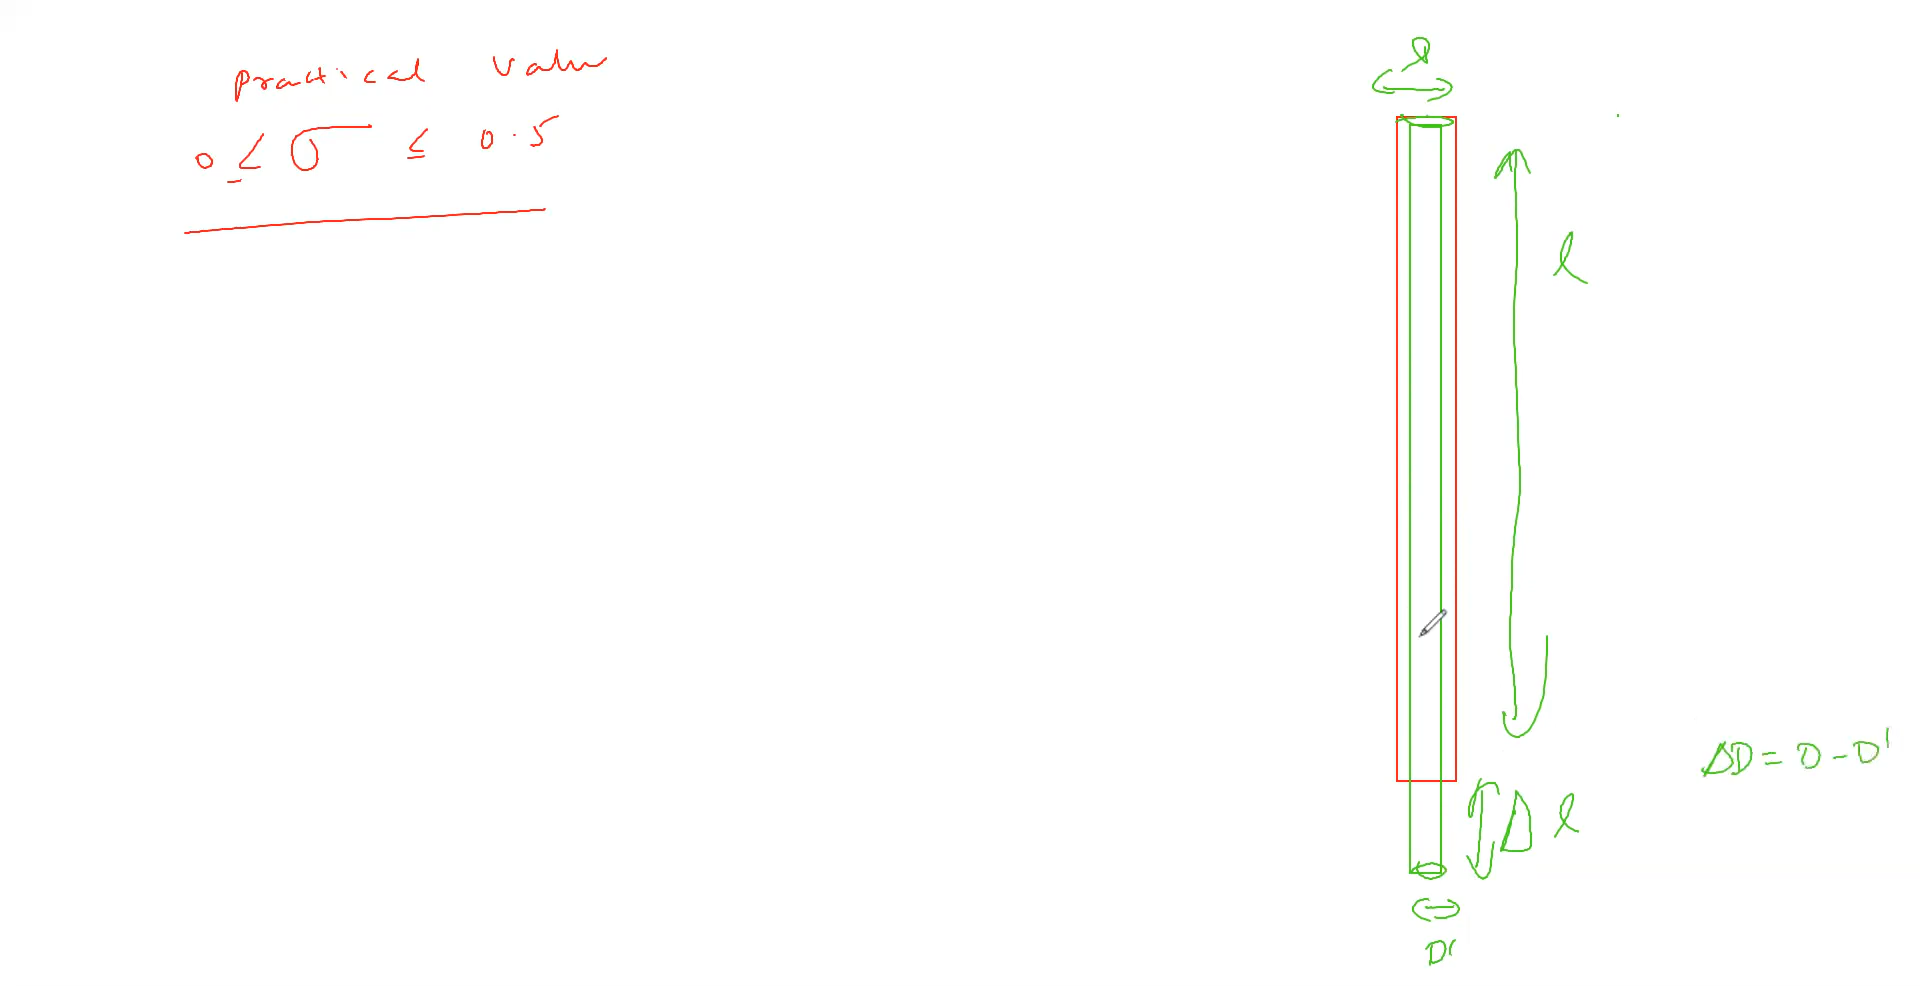 practical value
0 ≤ σ ≤ 0.5
l
ΔD = D - D'
Δl
D'